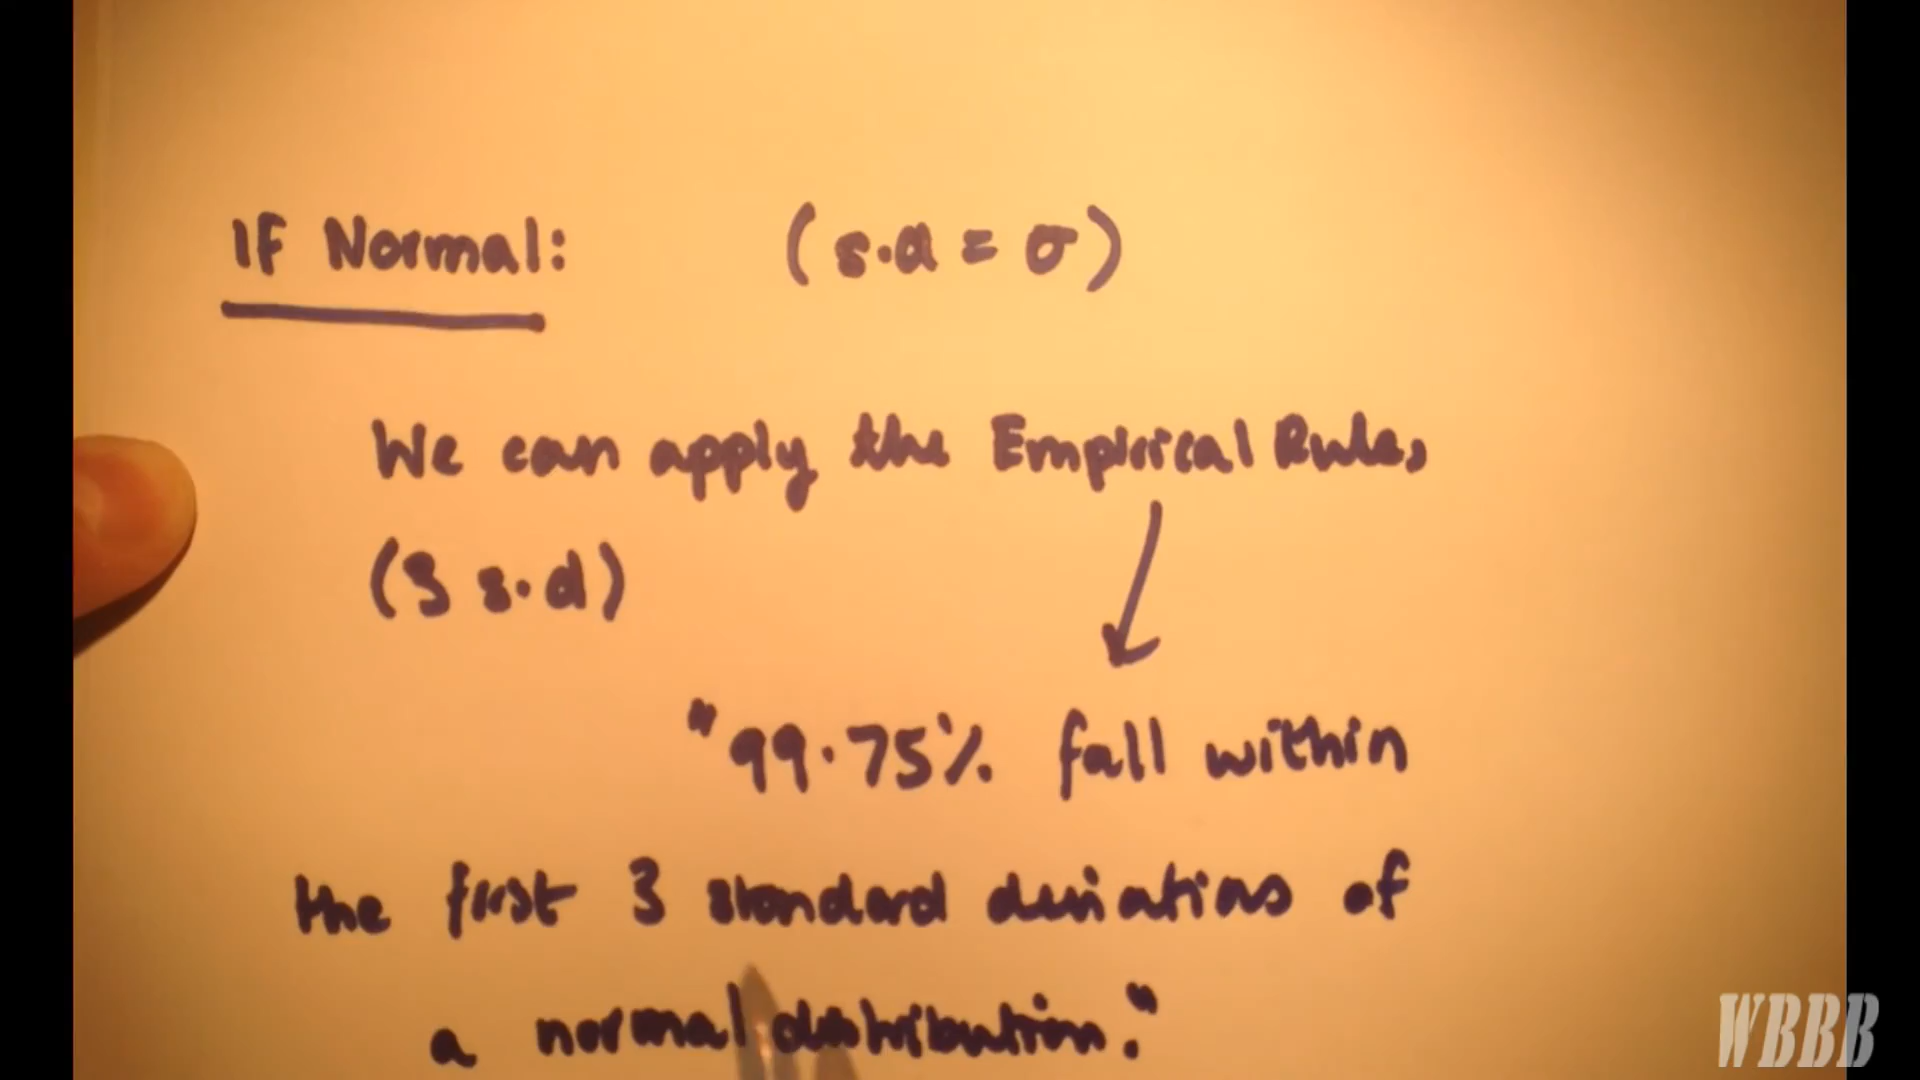 IF Normal: (s.d = σ)
We can apply the Empirical Rule,
(3 s.d)
"99.75% fall within
the first 3 standard deviations of
a normal distribution."
WBBB